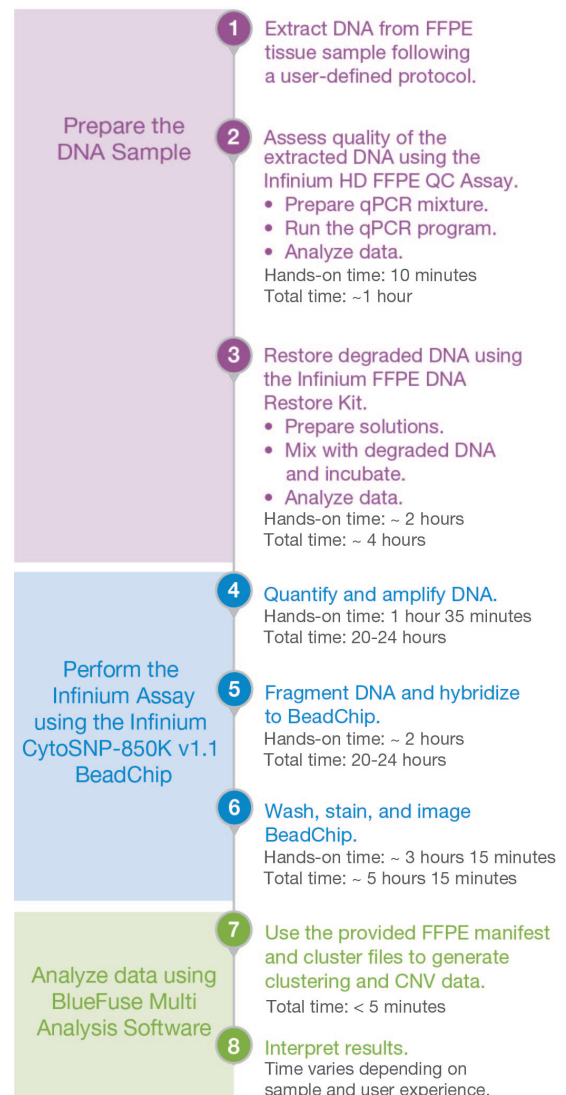 Prepare the
DNA Sample
1
Extract DNA from FFPE
tissue sample following
a user-defined protocol.
2
Assess quality of the
extracted DNA using the
Infinium HD FFPE QC Assay.
• Prepare qPCR mixture.
• Run the qPCR program.
• Analyze data.
Hands-on time: 10 minutes
Total time: ~1 hour
3
Restore degraded DNA using
the Infinium FFPE DNA
Restore Kit.
• Prepare solutions.
• Mix with degraded DNA
and incubate.
• Analyze data.
Hands-on time: ~ 2 hours
Total time: ~ 4 hours
Perform the
Infinium Assay
using the Infinium
CytoSNP-850K v1.1
BeadChip
4
Quantify and amplify DNA.
Hands-on time: 1 hour 35 minutes
Total time: 20-24 hours
5
Fragment DNA and hybridize
to BeadChip.
Hands-on time: ~ 2 hours
Total time: 20-24 hours
6
Wash, stain, and image
BeadChip.
Hands-on time: ~ 3 hours 15 minutes
Total time: ~ 5 hours 15 minutes
Analyze data using
BlueFuse Multi
Analysis Software
7
Use the provided FFPE manifest
and cluster files to generate
clustering and CNV data.
Total time: < 5 minutes
8
Interpret results.
Time varies depending on
sample and user experience.